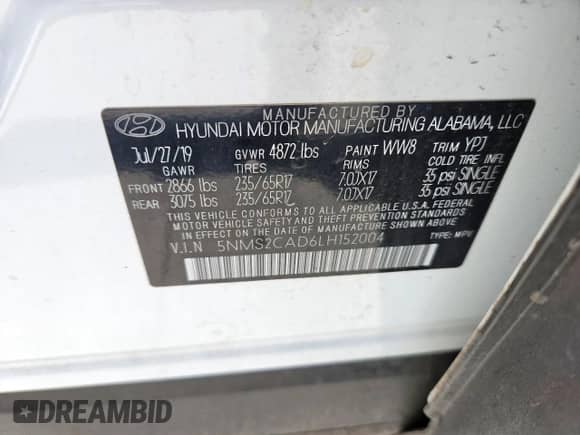 MANUFACTURED BY
HYUNDAI MOTOR MANUFACTURING ALABAMA, LLC
Jul/27/19 GVWR 4872 lbs PAINT WW8 TRIM YPJ
GAWR TIRES RIMS COLD TIRE INFL.
FRONT 2866 lbs 235/65R17 7.0JX17 35 psi SINGLE
REAR 3075 lbs 235/65R17 7.0JX17 35 psi SINGLE
THIS VEHICLE CONFORMS TO ALL APPLICABLE U.S. FEDERAL
MOTOR VEHICLE SAFETY, BUMPER, AND THEFT PREVENTION STANDARDS
IN EFFECT ON THE DATE OF MANUFACTURE SHOWN ABOVE.
V.I.N 5NMS2CAD6LH152004 TYPE: MPV
DREAMBID